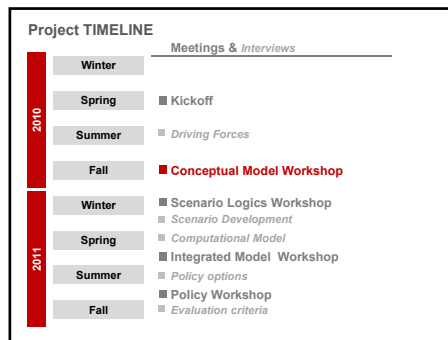 Project TIMELINE
Meetings & Interviews
2010
Winter
Spring
Kickoff
Summer
Driving Forces
Fall
Conceptual Model Workshop
2011
Winter
Scenario Logics Workshop
Scenario Development
Spring
Computational Model
Integrated Model Workshop
Summer
Policy options
Policy Workshop
Fall
Evaluation criteria